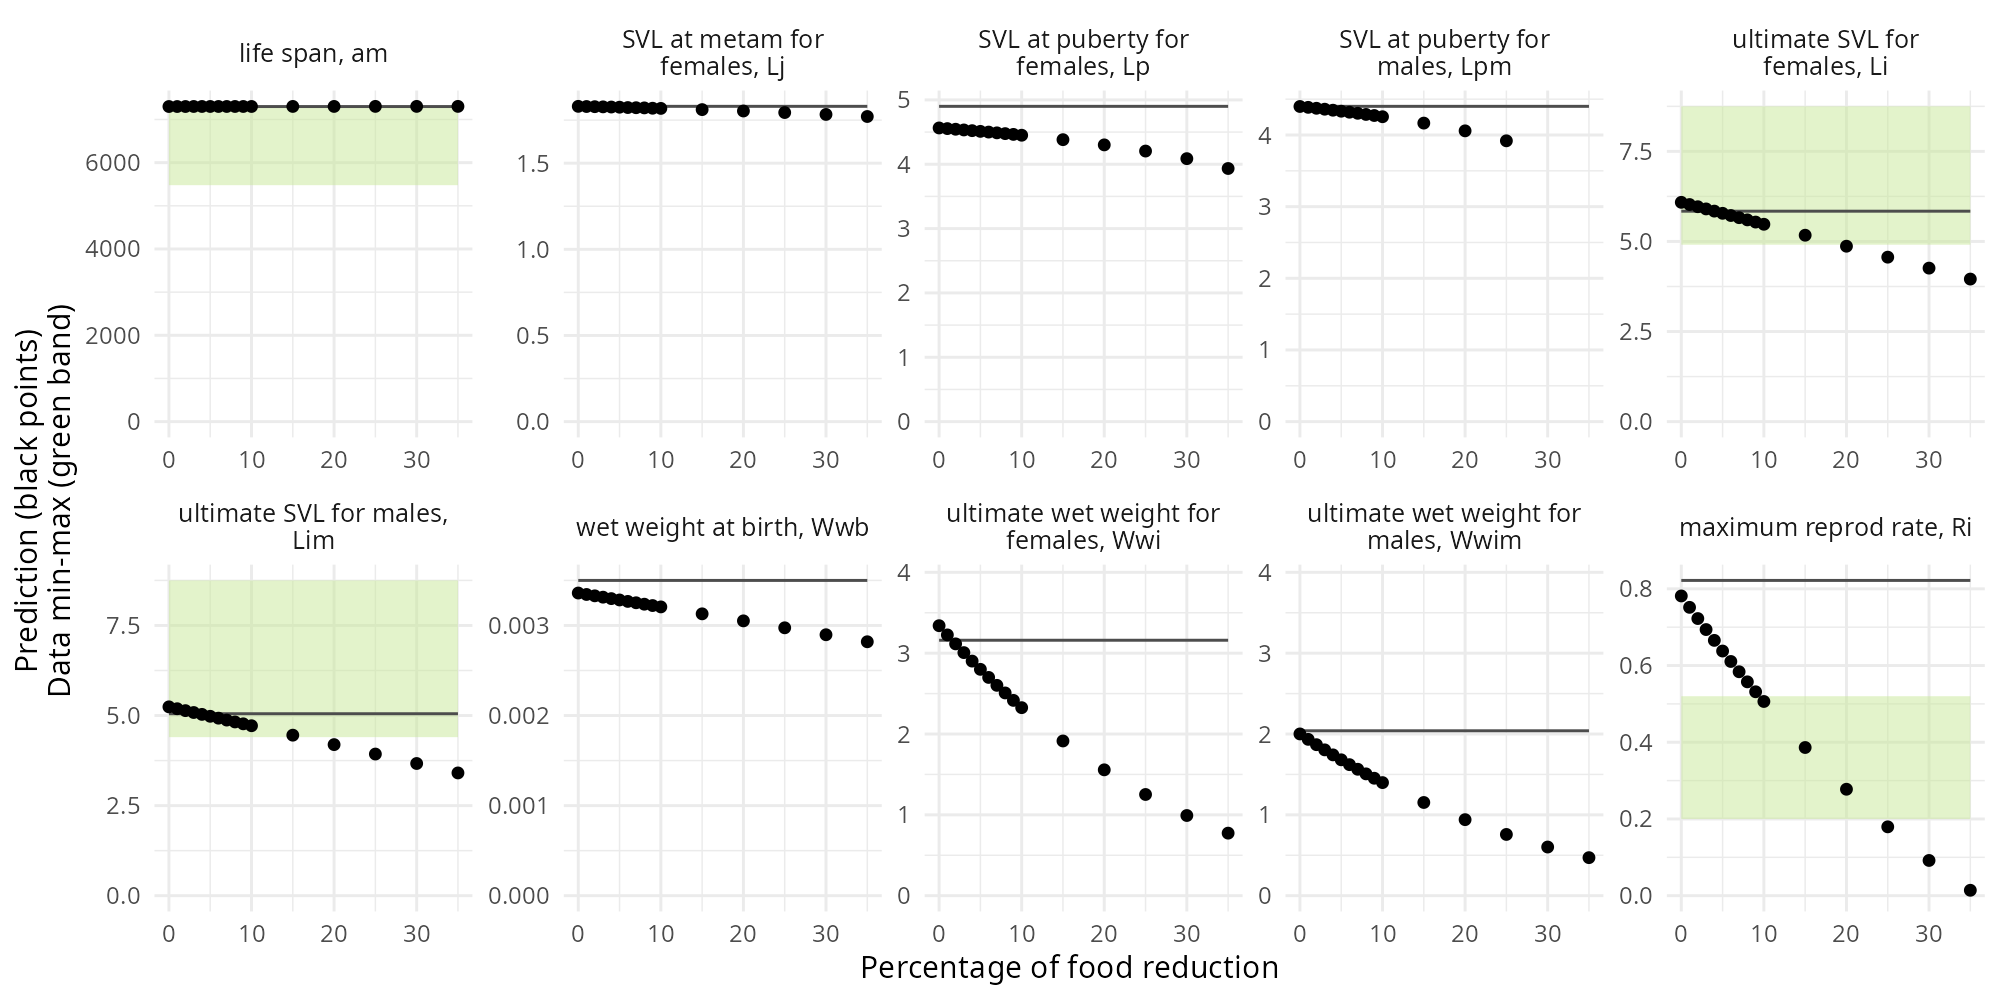 life span, am
SVL at metam for
females, Lj
SVL at puberty for
females, Lp
SVL at puberty for
males, Lpm
ultimate SVL for
females, Li
6000
4000
2000
0
0 10 20 30
1.5
1.0
0.5
0.0
0 10 20 30
5
4
3
2
1
0
0 10 20 30
4
3
2
1
0
0 10 20 30
7.5
5.0
2.5
0.0
0 10 20 30
ultimate SVL for males,
Lim
wet weight at birth, Wwb
ultimate wet weight for
females, Wwi
ultimate wet weight for
males, Wwim
maximum reprod rate, Ri
7.5
5.0
2.5
0.0
0 10 20 30
0.003
0.002
0.001
0.000
0 10 20 30
4
3
2
1
0
0 10 20 30
4
3
2
1
0
0 10 20 30
0.8
0.6
0.4
0.2
0.0
0 10 20 30
Prediction (black points)
Data min-max (green band)
Percentage of food reduction